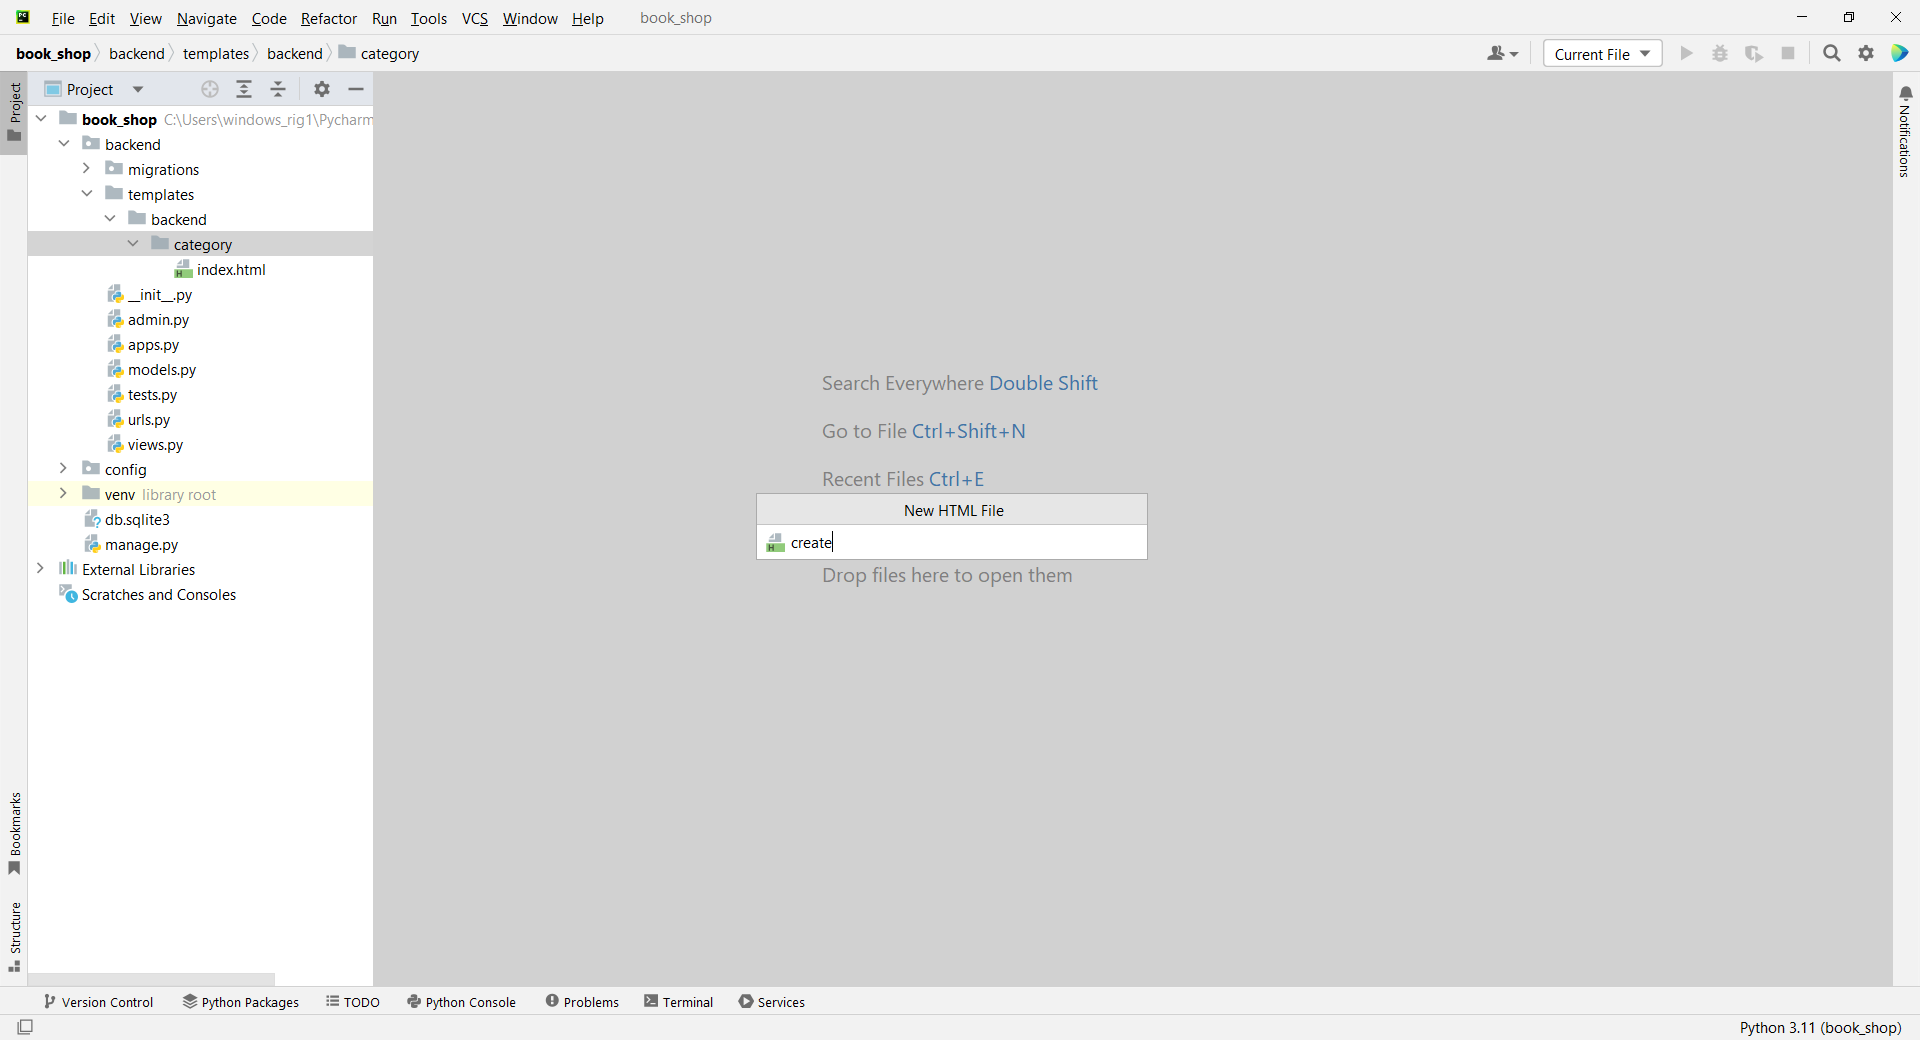 PC
File Edit View Navigate Code Refactor Run Tools VCS Window Help book_shop
book_shop backend templates backend category
Current File
Project
Project
book_shop C:\Users\windows_rig1\Pycharm
backend
migrations
templates
backend
category
index.html
__init__.py
admin.py
apps.py
models.py
tests.py
urls.py
views.py
config
venv library root
db.sqlite3
manage.py
External Libraries
Scratches and Consoles
Search Everywhere Double Shift
Go to File Ctrl+Shift+N
Recent Files Ctrl+E
New HTML File
create
Drop files here to open them
Notifications
Bookmarks
Structure
Version Control Python Packages TODO Python Console Problems Terminal Services
Python 3.11 (book_shop)